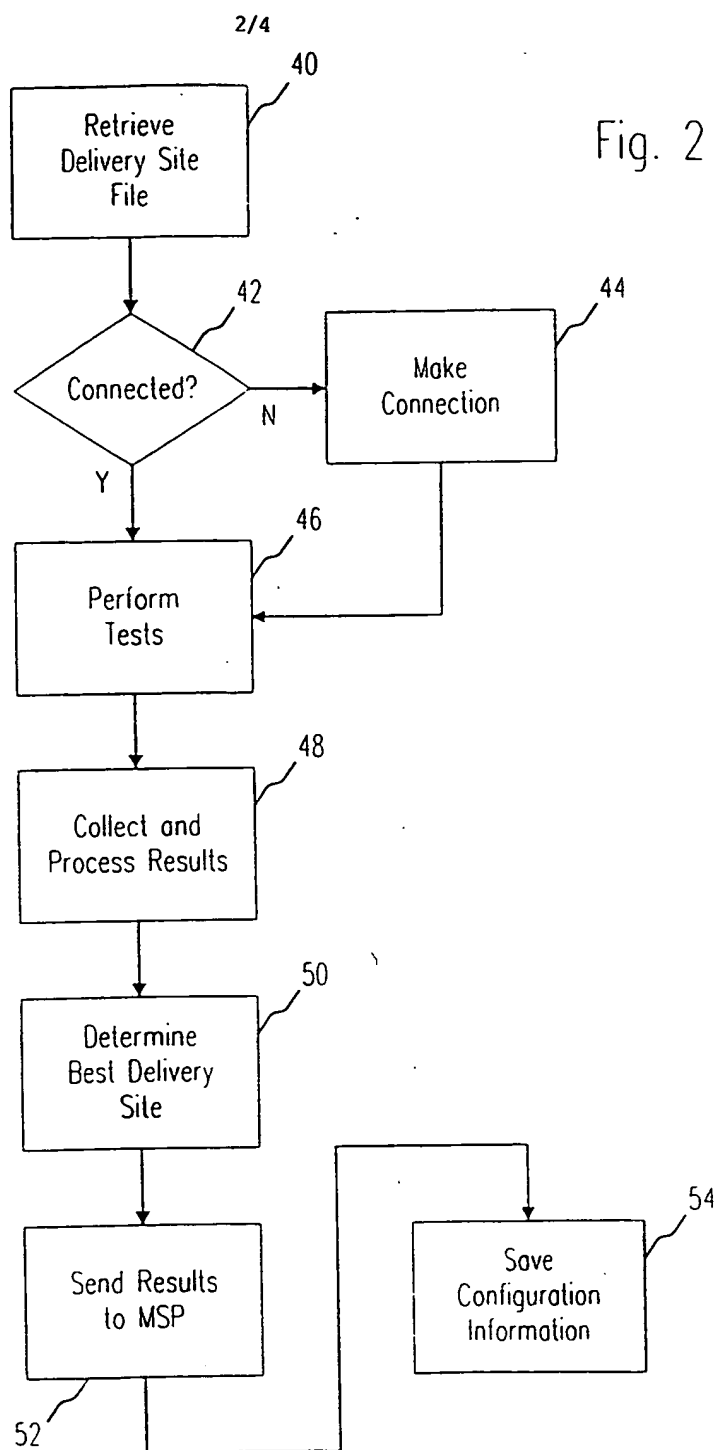 2/4
40
Retrieve
Delivery Site
File
Fig. 2
42
Connected?
N
Y
44
Make
Connection
46
Perform
Tests
48
Collect and
Process Results
50
Determine
Best Delivery
Site
Send Results
to MSP
52
54
Save
Configuration
Information